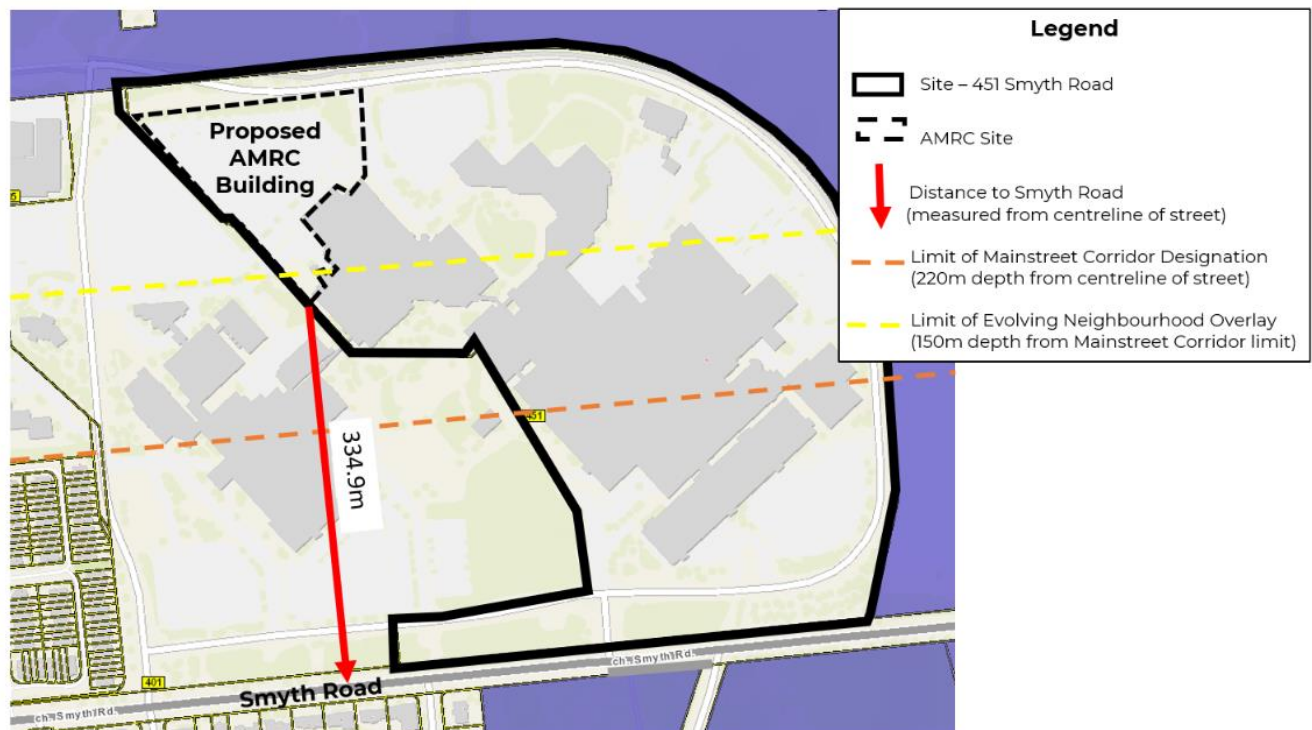 Proposed
AMRC
Building
451
334.9m
401
ch. Smyth Rd.
Smyth Road
ch. Smyth Rd.
Legend
Site – 451 Smyth Road
AMRC Site
Distance to Smyth Road
(measured from centreline of street)
Limit of Mainstreet Corridor Designation
(220m depth from centreline of street)
Limit of Evolving Neighbourhood Overlay
(150m depth from Mainstreet Corridor limit)